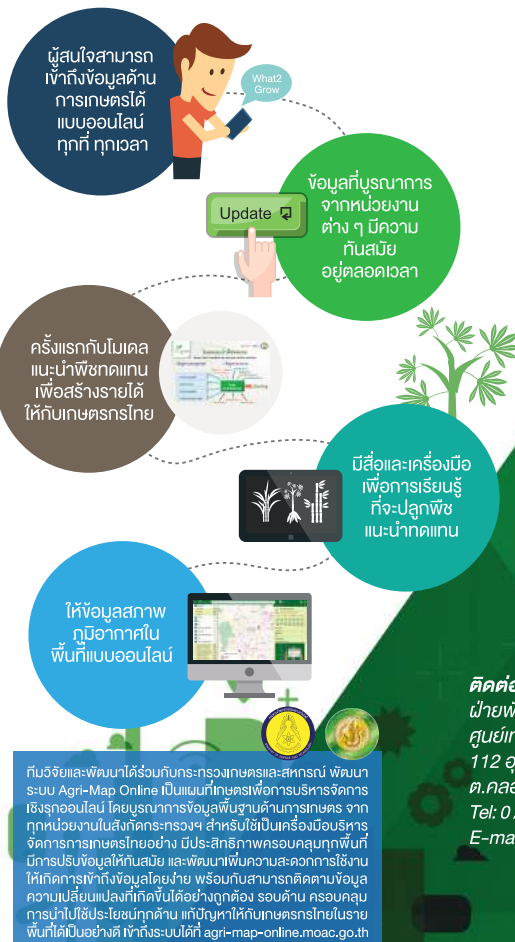 ผู้สนใจสามารถ
เข้าถึงข้อมูลด้าน
การเกษตรได้
แบบออนไลน์
ทุกที่ ทุกเวลา
What2
Grow
ข้อมูลที่บูรณาการ
จากหน่วยงาน
ต่าง ๆ มีความ
ทันสมัย
อยู่ตลอดเวลา
Update
ครั้งแรกกับโมเดล
แนะนำพืชทดแทน
เพื่อสร้างรายได้
ให้กับเกษตรกรไทย
มีสื่อและเครื่องมือ
เพื่อการเรียนรู้
ที่จะปลูกพืช
แนะนำทดแทน
ให้ข้อมูลสภาพ
ภูมิอากาศใน
พื้นที่แบบออนไลน์
ติดต่อ
ฝ่ายพั
ศูนย์เท
112 อุ
ต.คลอ
Tel: 0
E-ma
ทีมวิจัยและพัฒนาได้ร่วมกับกระทรวงเกษตรและสหกรณ์ พัฒนา
ระบบ Agri-Map Online เป็นแผนที่เกษตรเพื่อการบริหารจัดการ
เชิงรุกออนไลน์ โดยบูรณาการข้อมูลพื้นฐานด้านการเกษตร จาก
ทุกหน่วยงานในสังกัดกระทรวงฯ สำหรับใช้เป็นเครื่องมือบริหาร
จัดการการเกษตรไทยอย่าง มีประสิทธิภาพครอบคลุมทุกพื้นที่
มีการปรับข้อมูลให้ทันสมัย และพัฒนาเพิ่มความสะดวกการใช้งาน
ให้เกิดการเข้าถึงข้อมูลโดยง่าย พร้อมกับสามารถติดตามข้อมูล
ความเปลี่ยนแปลงที่เกิดขึ้นได้อย่างถูกต้อง รอบด้าน ครอบคลุม
การนำไปใช้ประโยชน์ทุกด้าน แก้ปัญหาให้กับเกษตรกรไทยในราย
พื้นที่ได้เป็นอย่างดี เข้าถึงระบบได้ที่ agri-map-online.moac.go.th